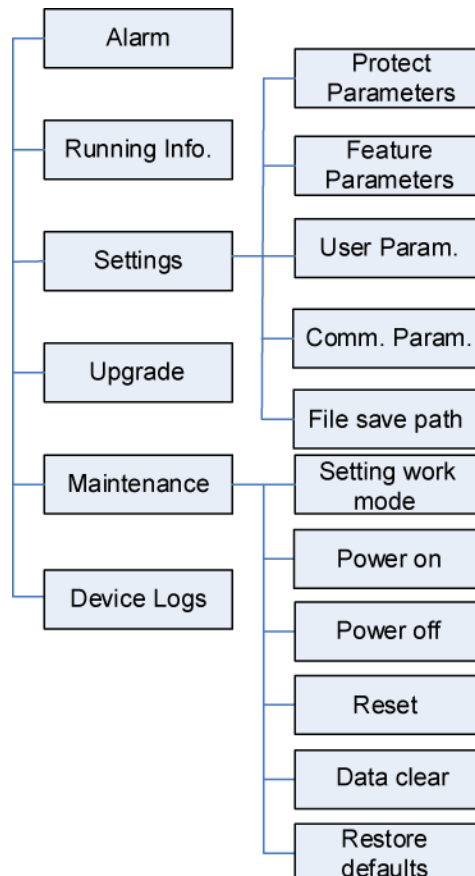 Alarm
Running Info.
Settings
Upgrade
Maintenance
Device Logs
Protect
Parameters
Feature
Parameters
User Param.
Comm. Param.
File save path
Setting work
mode
Power on
Power off
Reset
Data clear
Restore
defaults